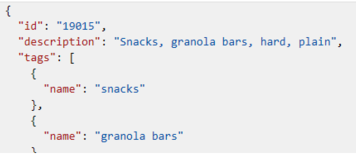 {
"id": "19015",
"description": "Snacks, granola bars, hard, plain",
"tags": [
{
"name": "snacks"
},
{
"name": "granola bars"
}